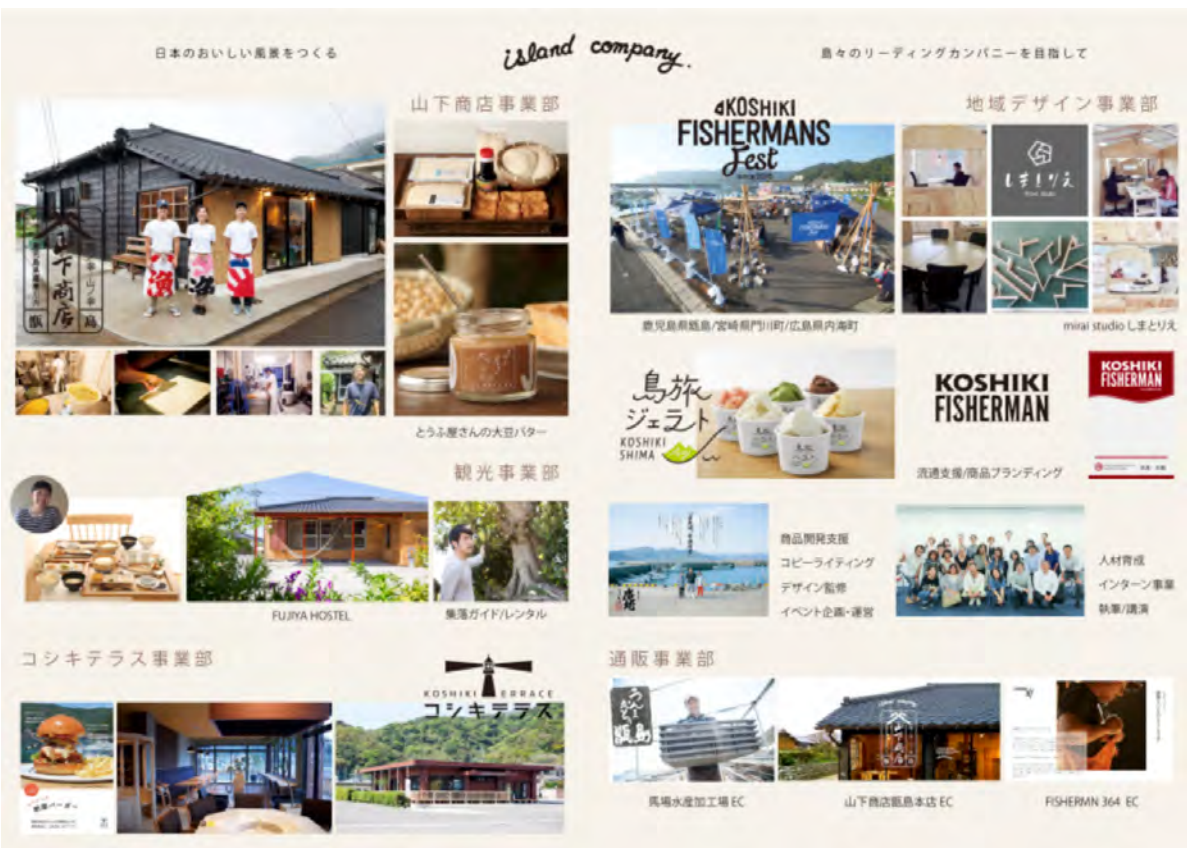 日本のおいしい風景をつくる
island company.
島々のリーディングカンパニーを目指して
山下商店事業部
山下商店
甑島
とうふ屋さんの大豆バター
観光事業部
FUJIYA HOSTEL
集落ガイド/レンタル
コシキテラス事業部
KOSHIKI TERRACE
コシキテラス
地域デザイン事業部
KOSHIKI
FISHERMANS
Fest
しまとりえ
鹿児島県甑島/宮崎県門川町/広島県内海町
mirai studio しまとりえ
島旅
ジェラト
KOSHIKI
SHIMA
KOSHIKI
FISHERMAN
流通支援/商品ブランディング
KOSHIKI
FISHERMAN
商品開発支援
コピーライティング
デザイン監修
イベント企画・運営
人材育成
インターン事業
執筆/講演
通販事業部
馬場水産加工場 EC
山下商店甑島本店 EC
FISHERMN 364 EC